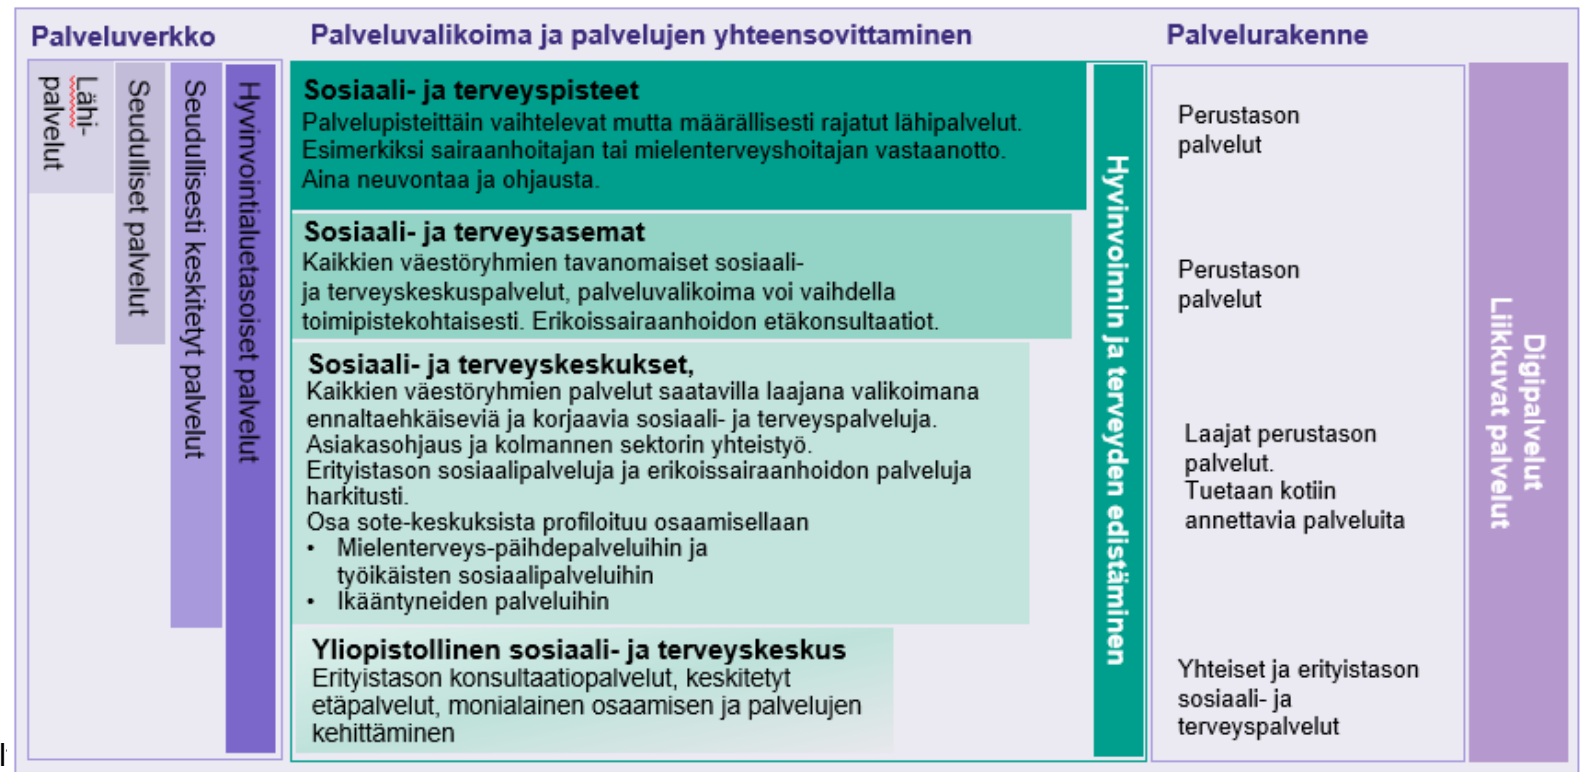 Palveluverkko
Palveluvalikoima ja palvelujen yhteensovittaminen
Palvelurakenne
Lähi-
palvelut
Seudulliset palvelut
Seudullisesti keskitetyt palvelut
Hyvinvointialuetasoiset palvelut
Sosiaali- ja terveyspisteet
Palvelupisteittäin vaihtelevat mutta määrällisesti rajatut lähipalvelut.
Esimerkiksi sairaanhoitajan tai mielenterveyshoitajan vastaanotto.
Aina neuvontaa ja ohjausta.
Sosiaali- ja terveysasemat
Kaikkien väestöryhmien tavanomaiset sosiaali-
ja terveyskeskuspalvelut, palveluvalikoima voi vaihdella
toimipistekohtaisesti. Erikoissairaanhoidon etäkonsultaatiot.
Sosiaali- ja terveyskeskukset,
Kaikkien väestöryhmien palvelut saatavilla laajana valikoimana
ennaltaehkäiseviä ja korjaavia sosiaali- ja terveyspalveluja.
Asiakasohjaus ja kolmannen sektorin yhteistyö.
Erityistason sosiaalipalveluja ja erikoissairaanhoidon palveluja
harkitusti.
Osa sote-keskuksista profiloituu osaamisellaan
• Mielenterveys-päihdepalveluihin ja
työikäisten sosiaalipalveluihin
• Ikääntyneiden palveluihin
Yliopistollinen sosiaali- ja terveyskeskus
Erityistason konsultaatiopalvelut, keskitetyt
etäpalvelut, monialainen osaamisen ja palvelujen
kehittäminen
Hyvinvoinnin ja terveyden edistäminen
Perustason
palvelut
Perustason
palvelut
Laajat perustason
palvelut.
Tuetaan kotiin
annettavia palveluita
Yhteiset ja erityistason
sosiaali- ja
terveyspalvelut
Digipalvelut
Liikkuvat palvelut